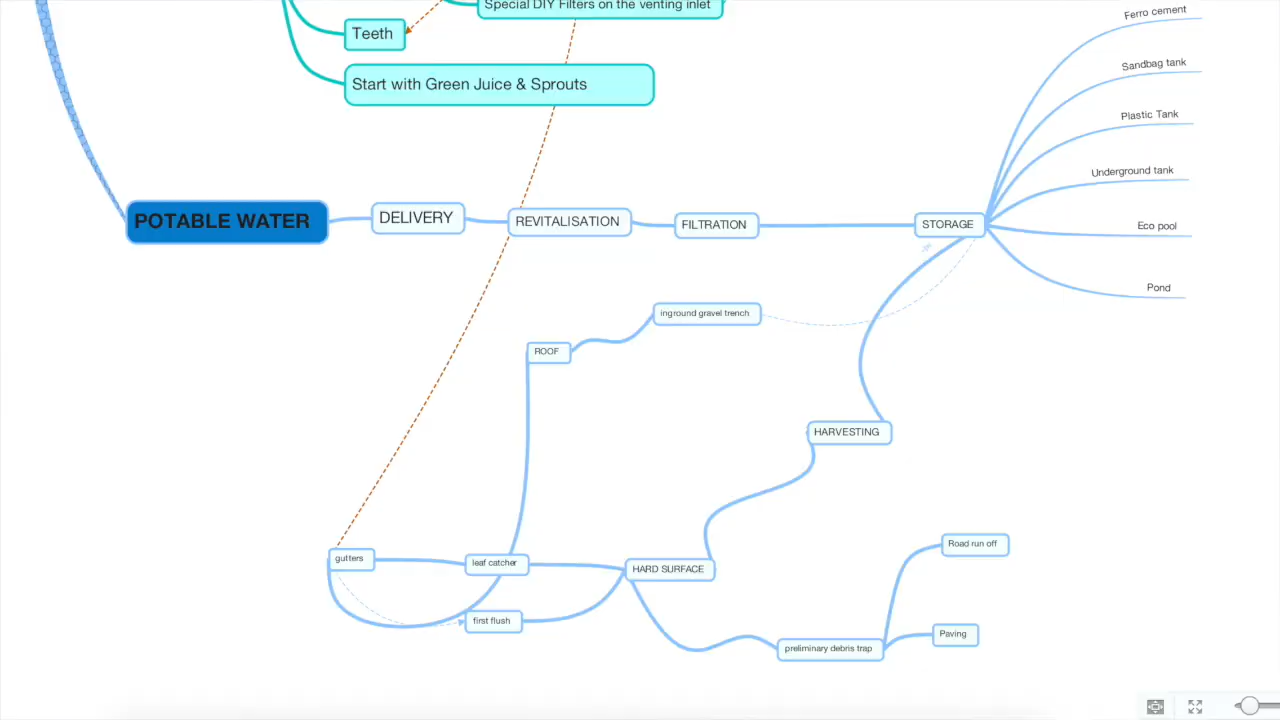 Special DIY Filters on the venting inlet
Teeth
Start with Green Juice & Sprouts
Ferro cement
Sandbag tank
Plastic Tank
Underground tank
Eco pool
Pond
POTABLE WATER
DELIVERY
REVITALISATION
FILTRATION
STORAGE
inground gravel trench
ROOF
HARVESTING
gutters
leaf catcher
HARD SURFACE
first flush
Road run off
Paving
preliminary debris trap